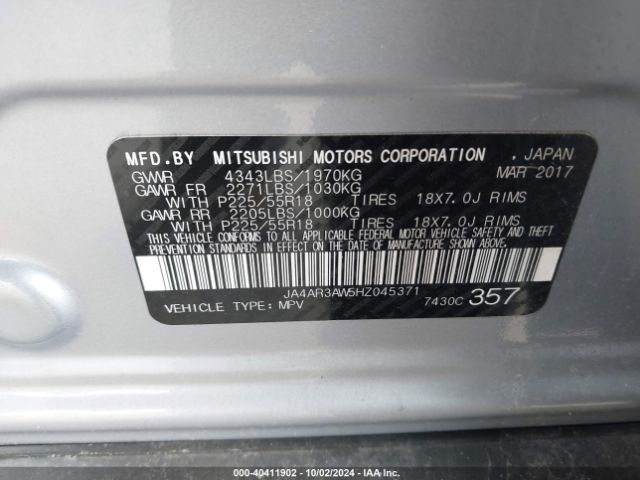 MFD.BY MITSUBISHI MOTORS CORPORATION , JAPAN
GVWR 4343LBS/1970KG MAR 2017
GAWR FR 2271LBS/1030KG
WITH P225/55R18 TIRES 18X7.0J RIMS
GAWR RR 2205LBS/1000KG
WITH P225/55R18 TIRES 18X7.0J RIMS
THIS VEHICLE CONFORMS TO ALL APPLICABLE FEDERAL MOTOR VEHICLE SAFETY AND THEFT
PREVENTION STANDARDS IN EFFECT ON THE DATE OF MANUFACTURE SHOWN ABOVE.
JA4AR3AW5HZ045371
VEHICLE TYPE:MPV 7430C 357
000-40411902 - 10/02/2024 - IAA Auctions